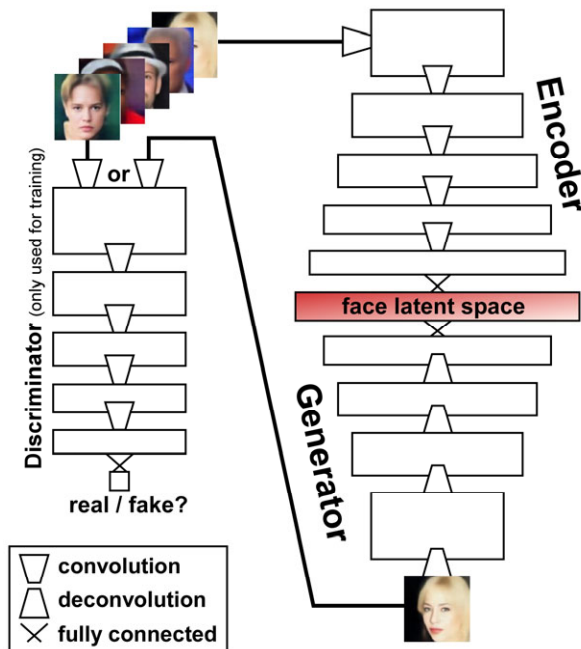 or
Discriminator (only used for training)
real / fake?
Encoder
face latent space
Generator
convolution
deconvolution
fully connected